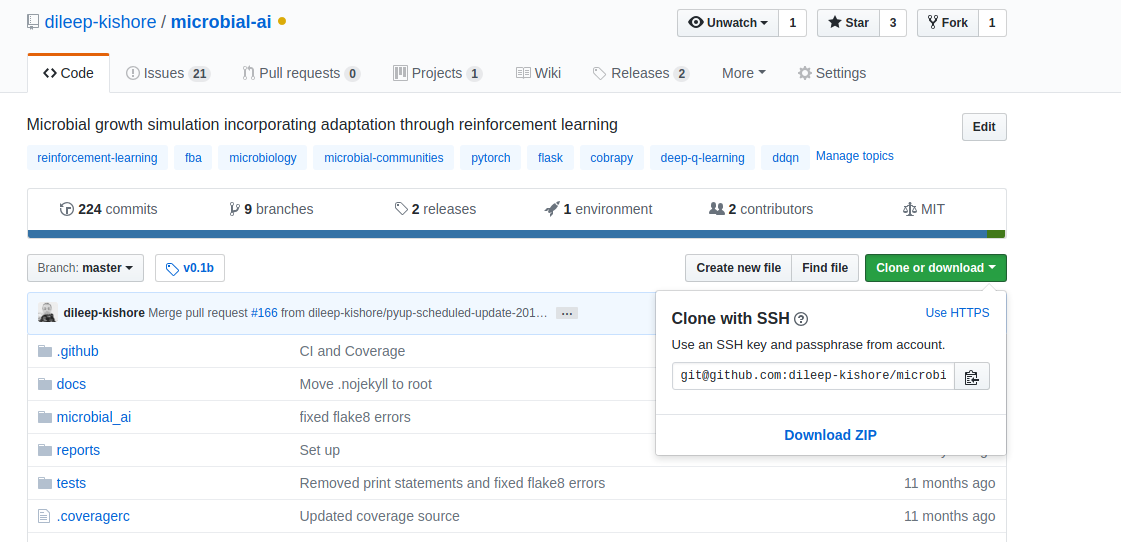 dileep-kishore / microbial-ai Unwatch 1 Star 3 Fork 1
Code Issues 21 Pull requests 0 Projects 1 Wiki Releases 2 More Settings
Microbial growth simulation incorporating adaptation through reinforcement learning Edit
reinforcement-learning fba microbiology microbial-communities pytorch flask cobrapy deep-q-learning ddqn Manage topics
224 commits 9 branches 2 releases 1 environment 2 contributors MIT
Branch: master v0.1b Create new file Find file Clone or download
dileep-kishore Merge pull request #166 from dileep-kishore/pyup-scheduled-update-201… ...
Clone with SSH ? Use HTTPS
Use an SSH key and passphrase from account.
git@github.com:dileep-kishore/microbi
Download ZIP
.github CI and Coverage
docs Move .nojekyll to root
microbial_ai fixed flake8 errors
reports Set up
tests Removed print statements and fixed flake8 errors 11 months ago
.coveragerc Updated coverage source 11 months ago